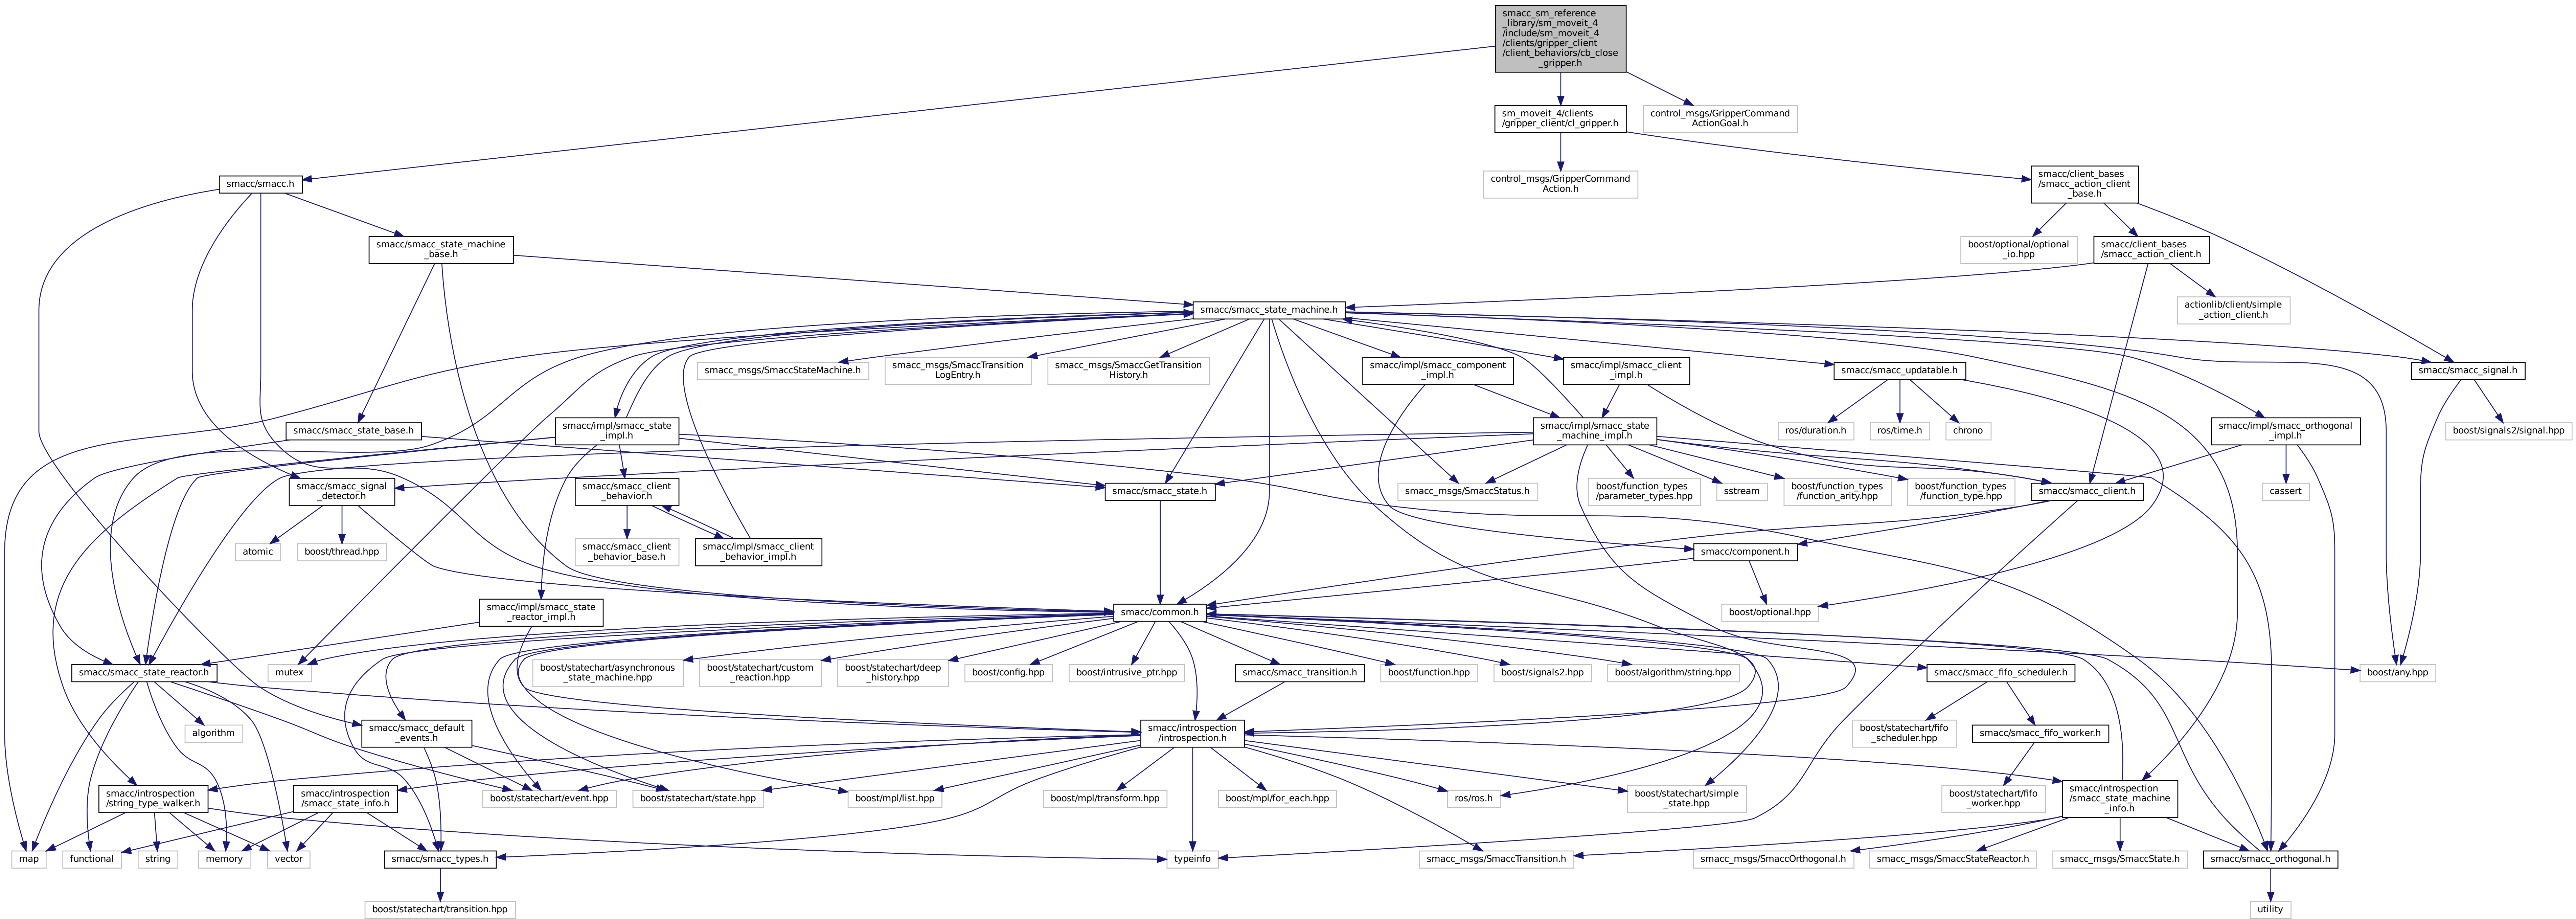 smacc_sm_reference
_library/sm_moveit_4
/include/sm_moveit_4
/clients/gripper_client
/client_behaviors/cb_close
_gripper.h
sm_moveit_4/clients
/gripper_client/cl_gripper.h
control_msgs/GripperCommand
ActionGoal.h
smacc/smacc.h
control_msgs/GripperCommand
Action.h
smacc/client_bases
/smacc_action_client
_base.h
smacc/smacc_state_machine
_base.h
boost/optional/optional
_io.hpp
smacc/client_bases
/smacc_action_client.h
smacc/smacc_state_machine.h
actionlib/client/simple
_action_client.h
smacc_msgs/SmaccStateMachine.h
smacc_msgs/SmaccTransition
LogEntry.h
smacc_msgs/SmaccGetTransition
History.h
smacc/impl/smacc_component
_impl.h
smacc/impl/smacc_client
_impl.h
smacc/smacc_updatable.h
smacc/smacc_signal.h
smacc/smacc_state_base.h
smacc/impl/smacc_state
_impl.h
smacc/impl/smacc_state
_machine_impl.h
ros/duration.h
ros/time.h
chrono
smacc/impl/smacc_orthogonal
_impl.h
boost/signals2/signal.hpp
smacc/smacc_signal
_detector.h
smacc/smacc_client
_behavior.h
smacc/smacc_state.h
smacc_msgs/SmaccStatus.h
boost/function_types
/parameter_types.hpp
sstream
boost/function_types
/function_arity.hpp
boost/function_types
/function_type.hpp
smacc/smacc_client.h
cassert
atomic
boost/thread.hpp
smacc/smacc_client
_behavior_base.h
smacc/impl/smacc_client
_behavior_impl.h
smacc/component.h
smacc/impl/smacc_state
_reactor_impl.h
smacc/common.h
boost/optional.hpp
smacc/smacc_state_reactor.h
mutex
boost/statechart/asynchronous
_state_machine.hpp
boost/statechart/custom
_reaction.hpp
boost/statechart/deep
_history.hpp
boost/config.hpp
boost/intrusive_ptr.hpp
smacc/smacc_transition.h
boost/function.hpp
boost/signals2.hpp
boost/algorithm/string.hpp
smacc/smacc_fifo_scheduler.h
boost/any.hpp
algorithm
smacc/smacc_default
_events.h
smacc/introspection
/introspection.h
boost/statechart/fifo
_scheduler.hpp
smacc/smacc_fifo_worker.h
smacc/introspection
/string_type_walker.h
smacc/introspection
/smacc_state_info.h
boost/statechart/event.hpp
boost/statechart/state.hpp
boost/mpl/list.hpp
boost/mpl/transform.hpp
boost/mpl/for_each.hpp
ros/ros.h
boost/statechart/simple
_state.hpp
boost/statechart/fifo
_worker.hpp
smacc/introspection
/smacc_state_machine
_info.h
map
functional
string
memory
vector
smacc/smacc_types.h
typeinfo
smacc_msgs/SmaccTransition.h
smacc_msgs/SmaccOrthogonal.h
smacc_msgs/SmaccStateReactor.h
smacc_msgs/SmaccState.h
smacc/smacc_orthogonal.h
boost/statechart/transition.hpp
utility